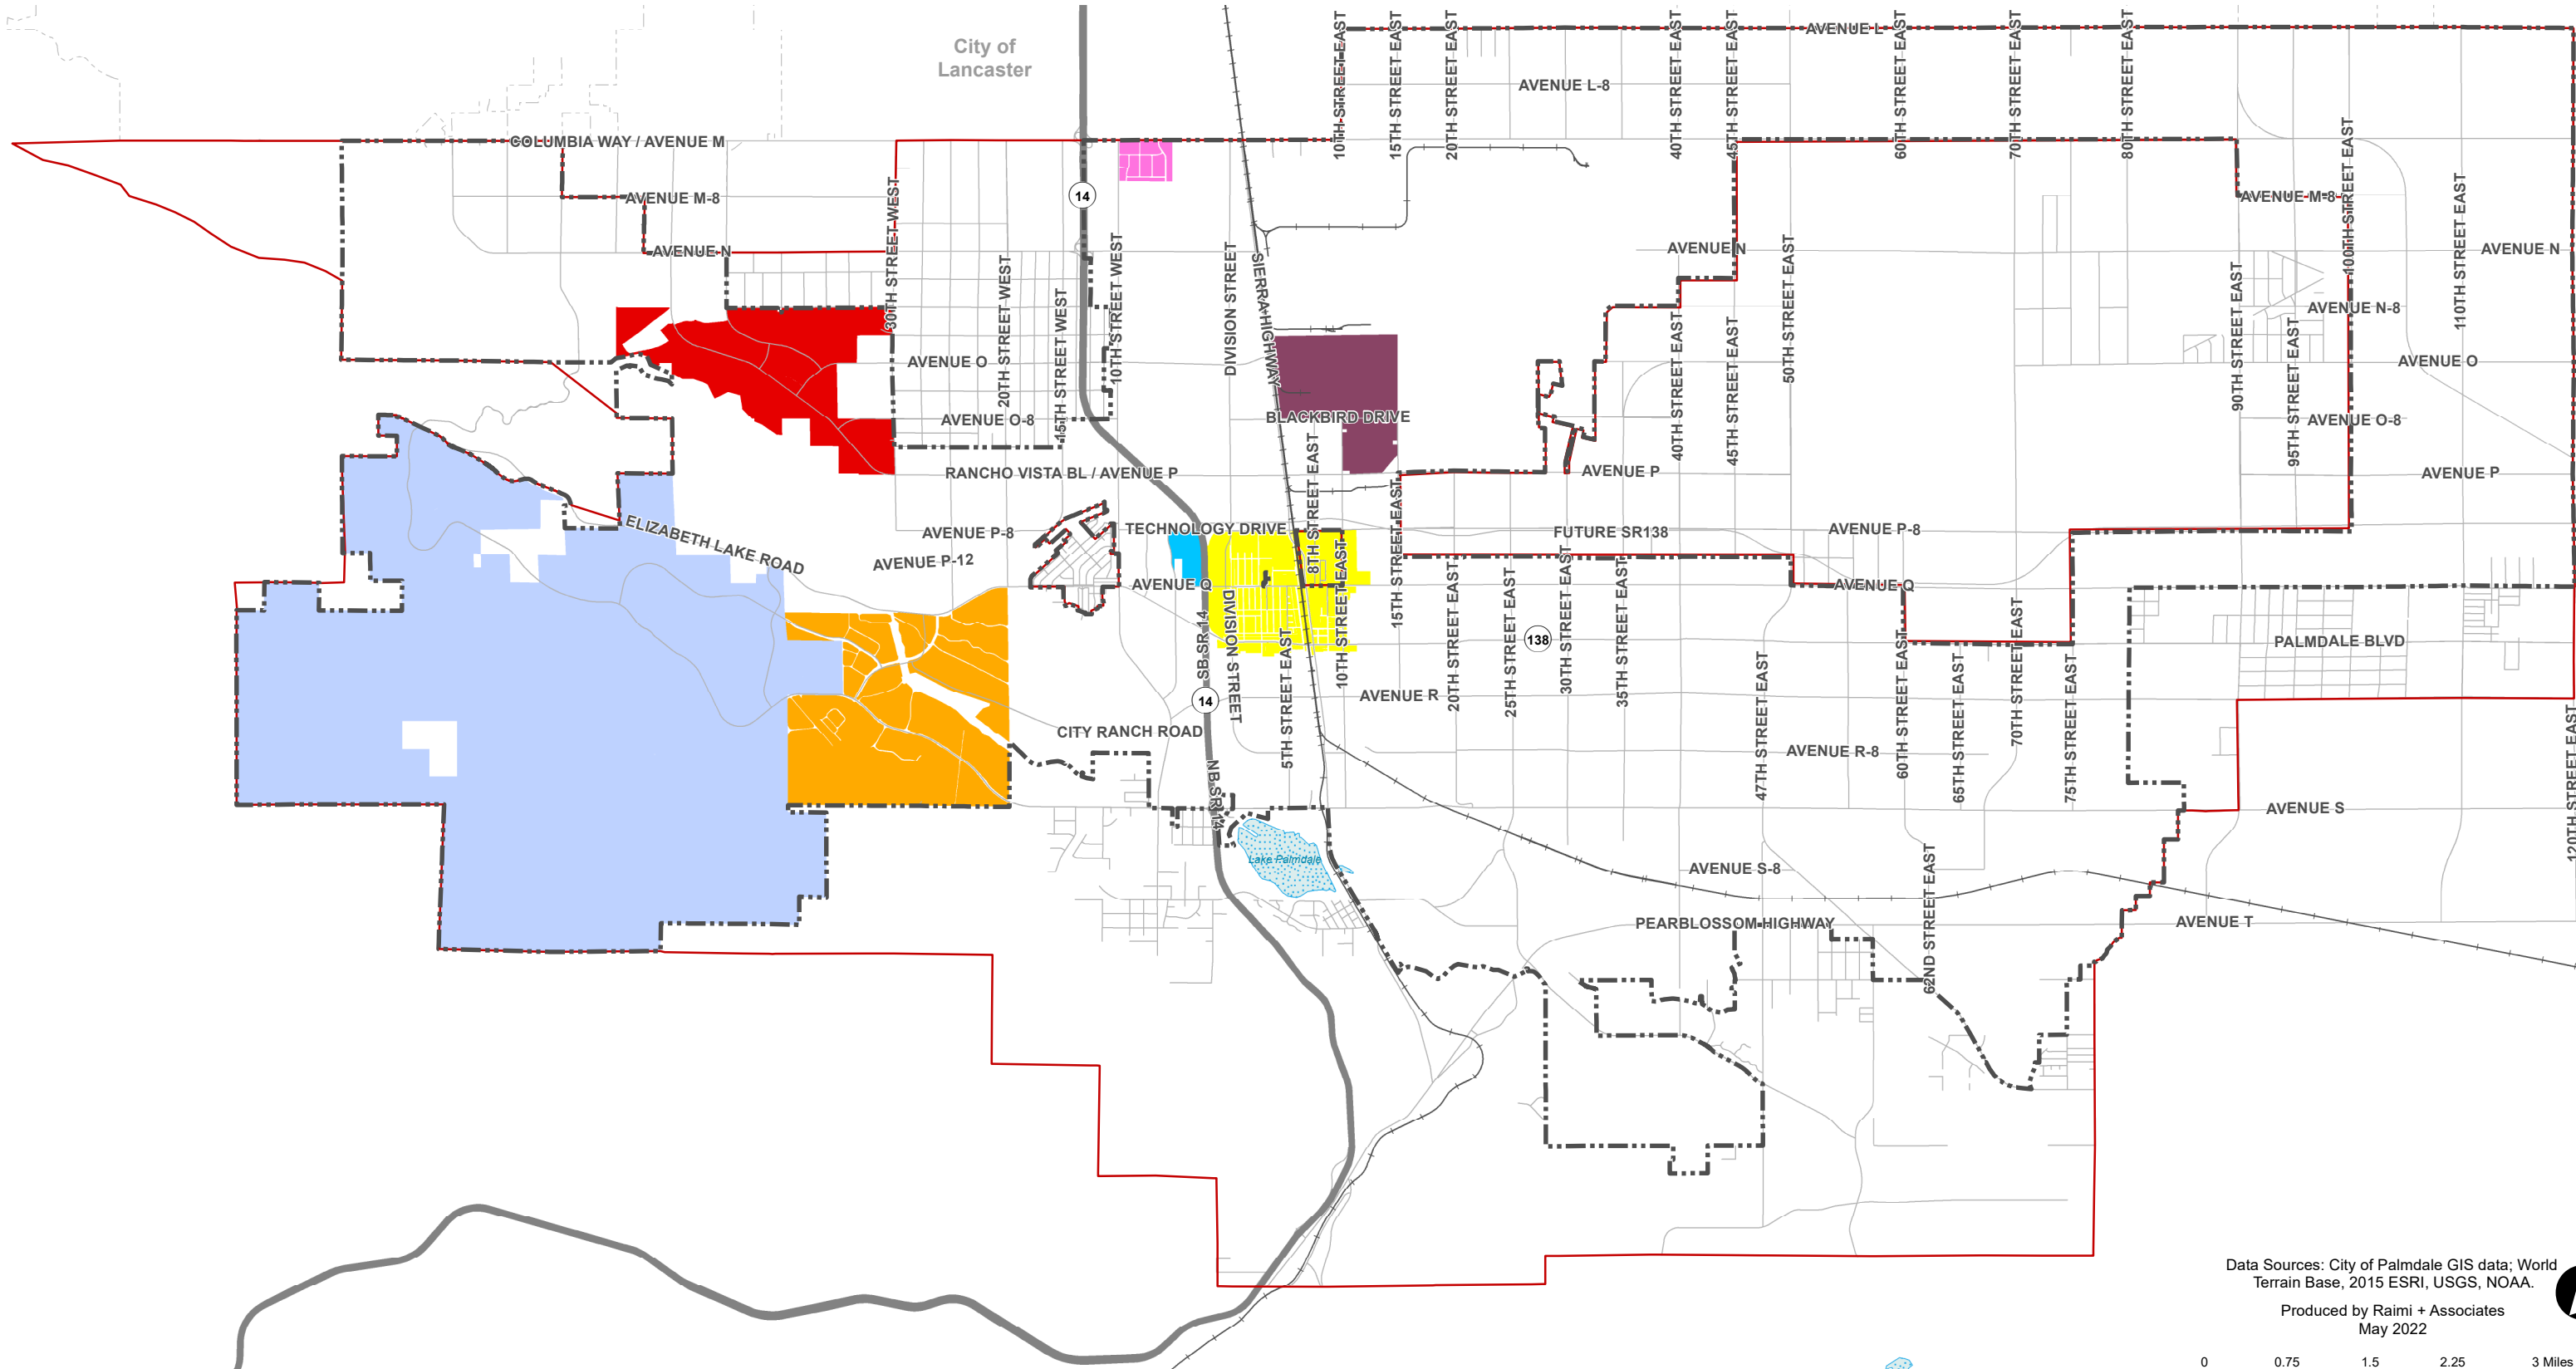 City of
Lancaster
AVENUE L
10TH STREET EAST
15TH STREET EAST
20TH STREET EAST
40TH STREET EAST
45TH STREET EAST
60TH STREET EAST
70TH STREET EAST
80TH STREET EAST
AVENUE L-8
COLUMBIA WAY / AVENUE M
AVENUE M-8
AVENUE M-8
14
AVENUE N
30TH STREET WEST
20TH STREET WEST
15TH STREET WEST
10TH STREET WEST
DIVISION STREET
SIERRA HIGHWAY
AVENUE N
50TH STREET EAST
100TH STREET EAST
110TH STREET EAST
AVENUE N
90TH STREET EAST
95TH STREET EAST
AVENUE N-8
40TH STREET EAST
45TH STREET EAST
AVENUE O
AVENUE O
AVENUE O-8
BLACKBIRD DRIVE
AVENUE O-8
RANCHO VISTA BL / AVENUE P
8TH STREET EAST
AVENUE P
AVENUE P
ELIZABETH LAKE ROAD
AVENUE P-8
TECHNOLOGY DRIVE
15TH STREET EAST
FUTURE SR138
AVENUE P-8
AVENUE P-12
AVENUE Q
10TH STREET EAST
AVENUE Q
SB SR 14
DIVISION STREET
5TH STREET EAST
20TH STREET EAST
25TH STREET EAST
138
30TH STREET EAST
35TH STREET EAST
47TH STREET EAST
60TH STREET EAST
65TH STREET EAST
70TH STREET EAST
75TH STREET EAST
PALMDALE BLVD
14
AVENUE R
CITY RANCH ROAD
AVENUE R-8
NB SR 14
120TH STREET EAST
AVENUE S
Lake Palmdale
AVENUE S-8
62ND STREET EAST
PEARBLOSSOM HIGHWAY
AVENUE T
Data Sources: City of Palmdale GIS data; World
Terrain Base, 2015 ESRI, USGS, NOAA.
Produced by Raimi + Associates
May 2022
0 0.75 1.5 2.25 3 Miles